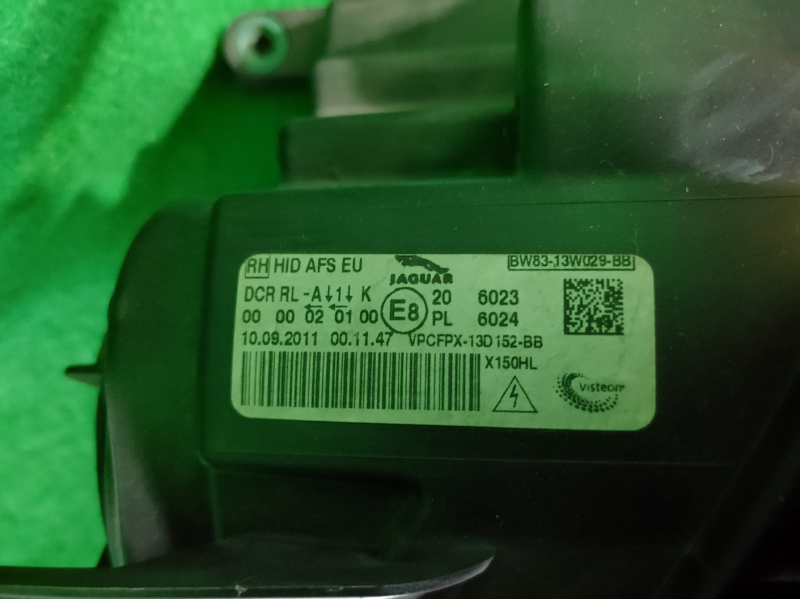 RH HID AFS EU
JAGUAR
BW83-13W029-BB
DCR RL -A↓1↓ K
E8
20 6023
← ←
00 00 02 01 00
PL 6024
10.09.2011 00.11.47 VPCFPX-13D152-BB
X150HL
Visteon